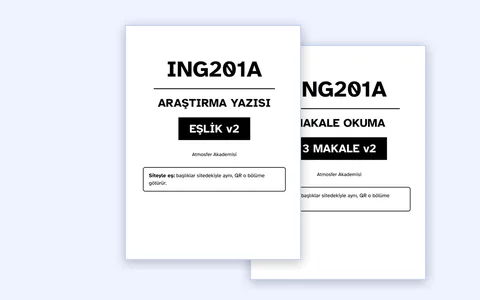 ING201A
ARAŞTIRMA YAZISI
EŞLİK v2
Atmosfer Akademisi
Siteyle eş: başlıklar sitedekiyle aynı, QR o bölüme
götürür.
NG201A
MAKALE OKUMA
3 MAKALE v2
Atmosfer Akademisi
başlıklar sitedekiyle aynı, QR o bölüme